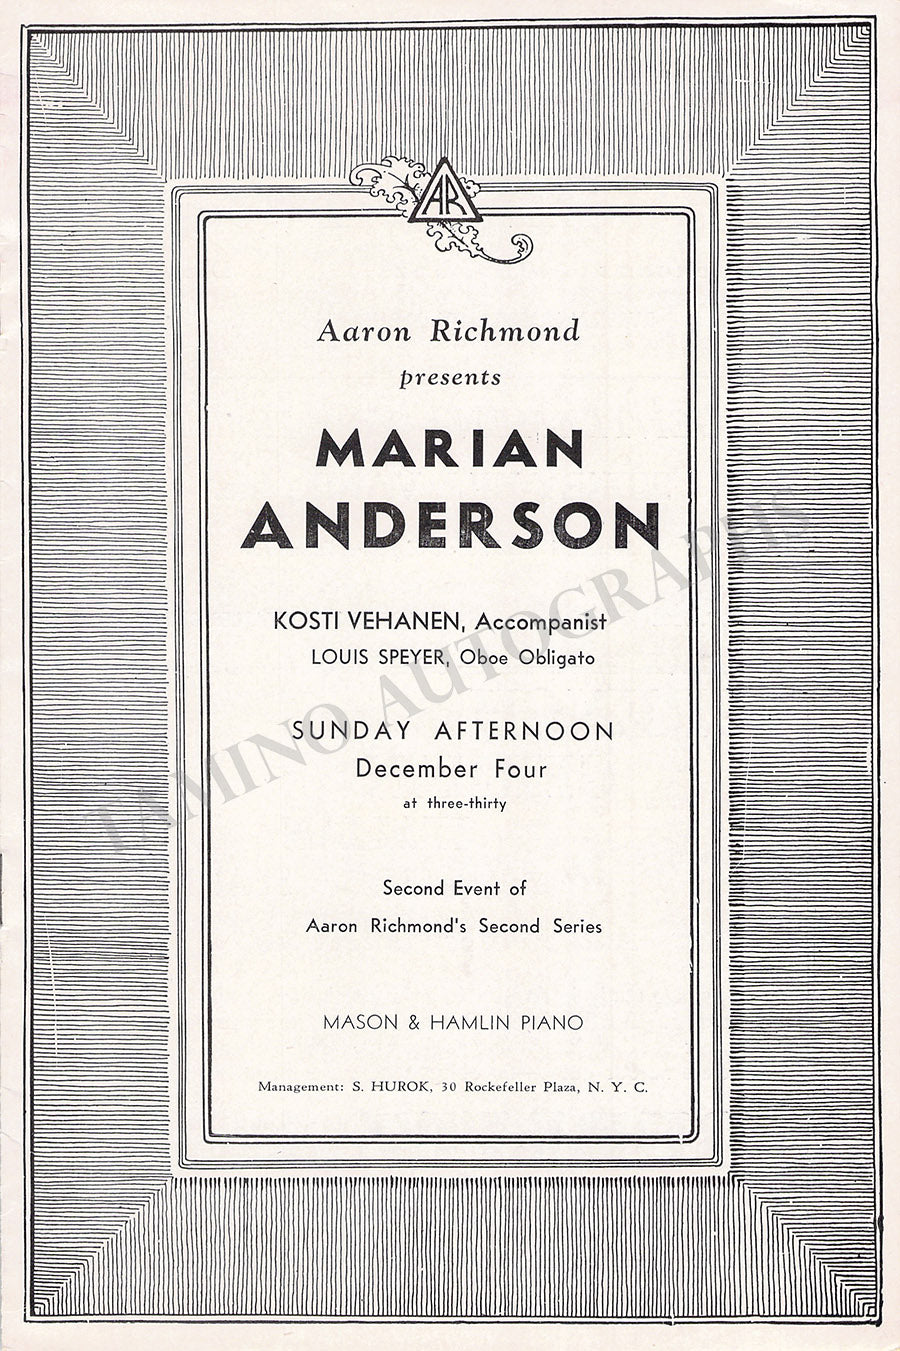 AR
Aaron Richmond
presents
MARIAN
ANDERSON
KOSTI VEHANEN, Accompanist
LOUIS SPEYER, Oboe Obligato
SUNDAY AFTERNOON
December Four
at three-thirty
Second Event of
Aaron Richmond's Second Series
MASON & HAMLIN PIANO
Management: S. HUROK, 30 Rockefeller Plaza, N. Y. C.
TAMINO AUTOGRAPHS